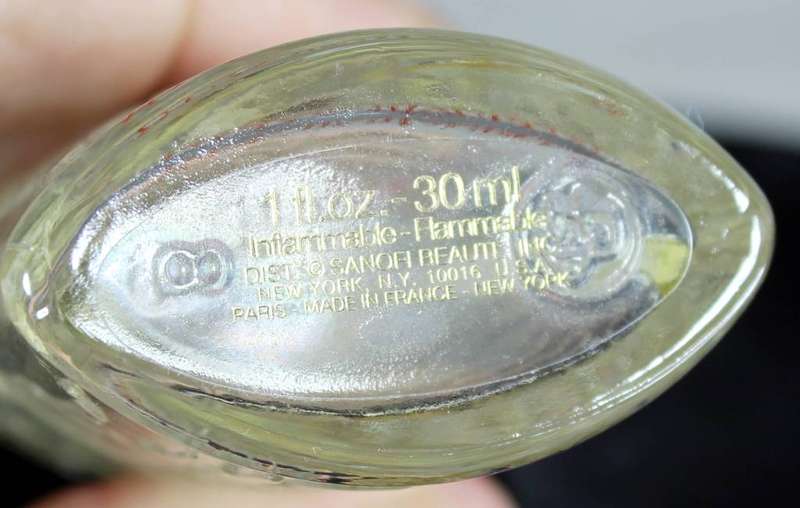 1 fl.oz. - 30 ml
Inflammable - Flammable
DIST. © SANOFI BEAUTE INC.
NEW YORK, N.Y. 10016 U.S.A.
PARIS - MADE IN FRANCE - NEW YORK